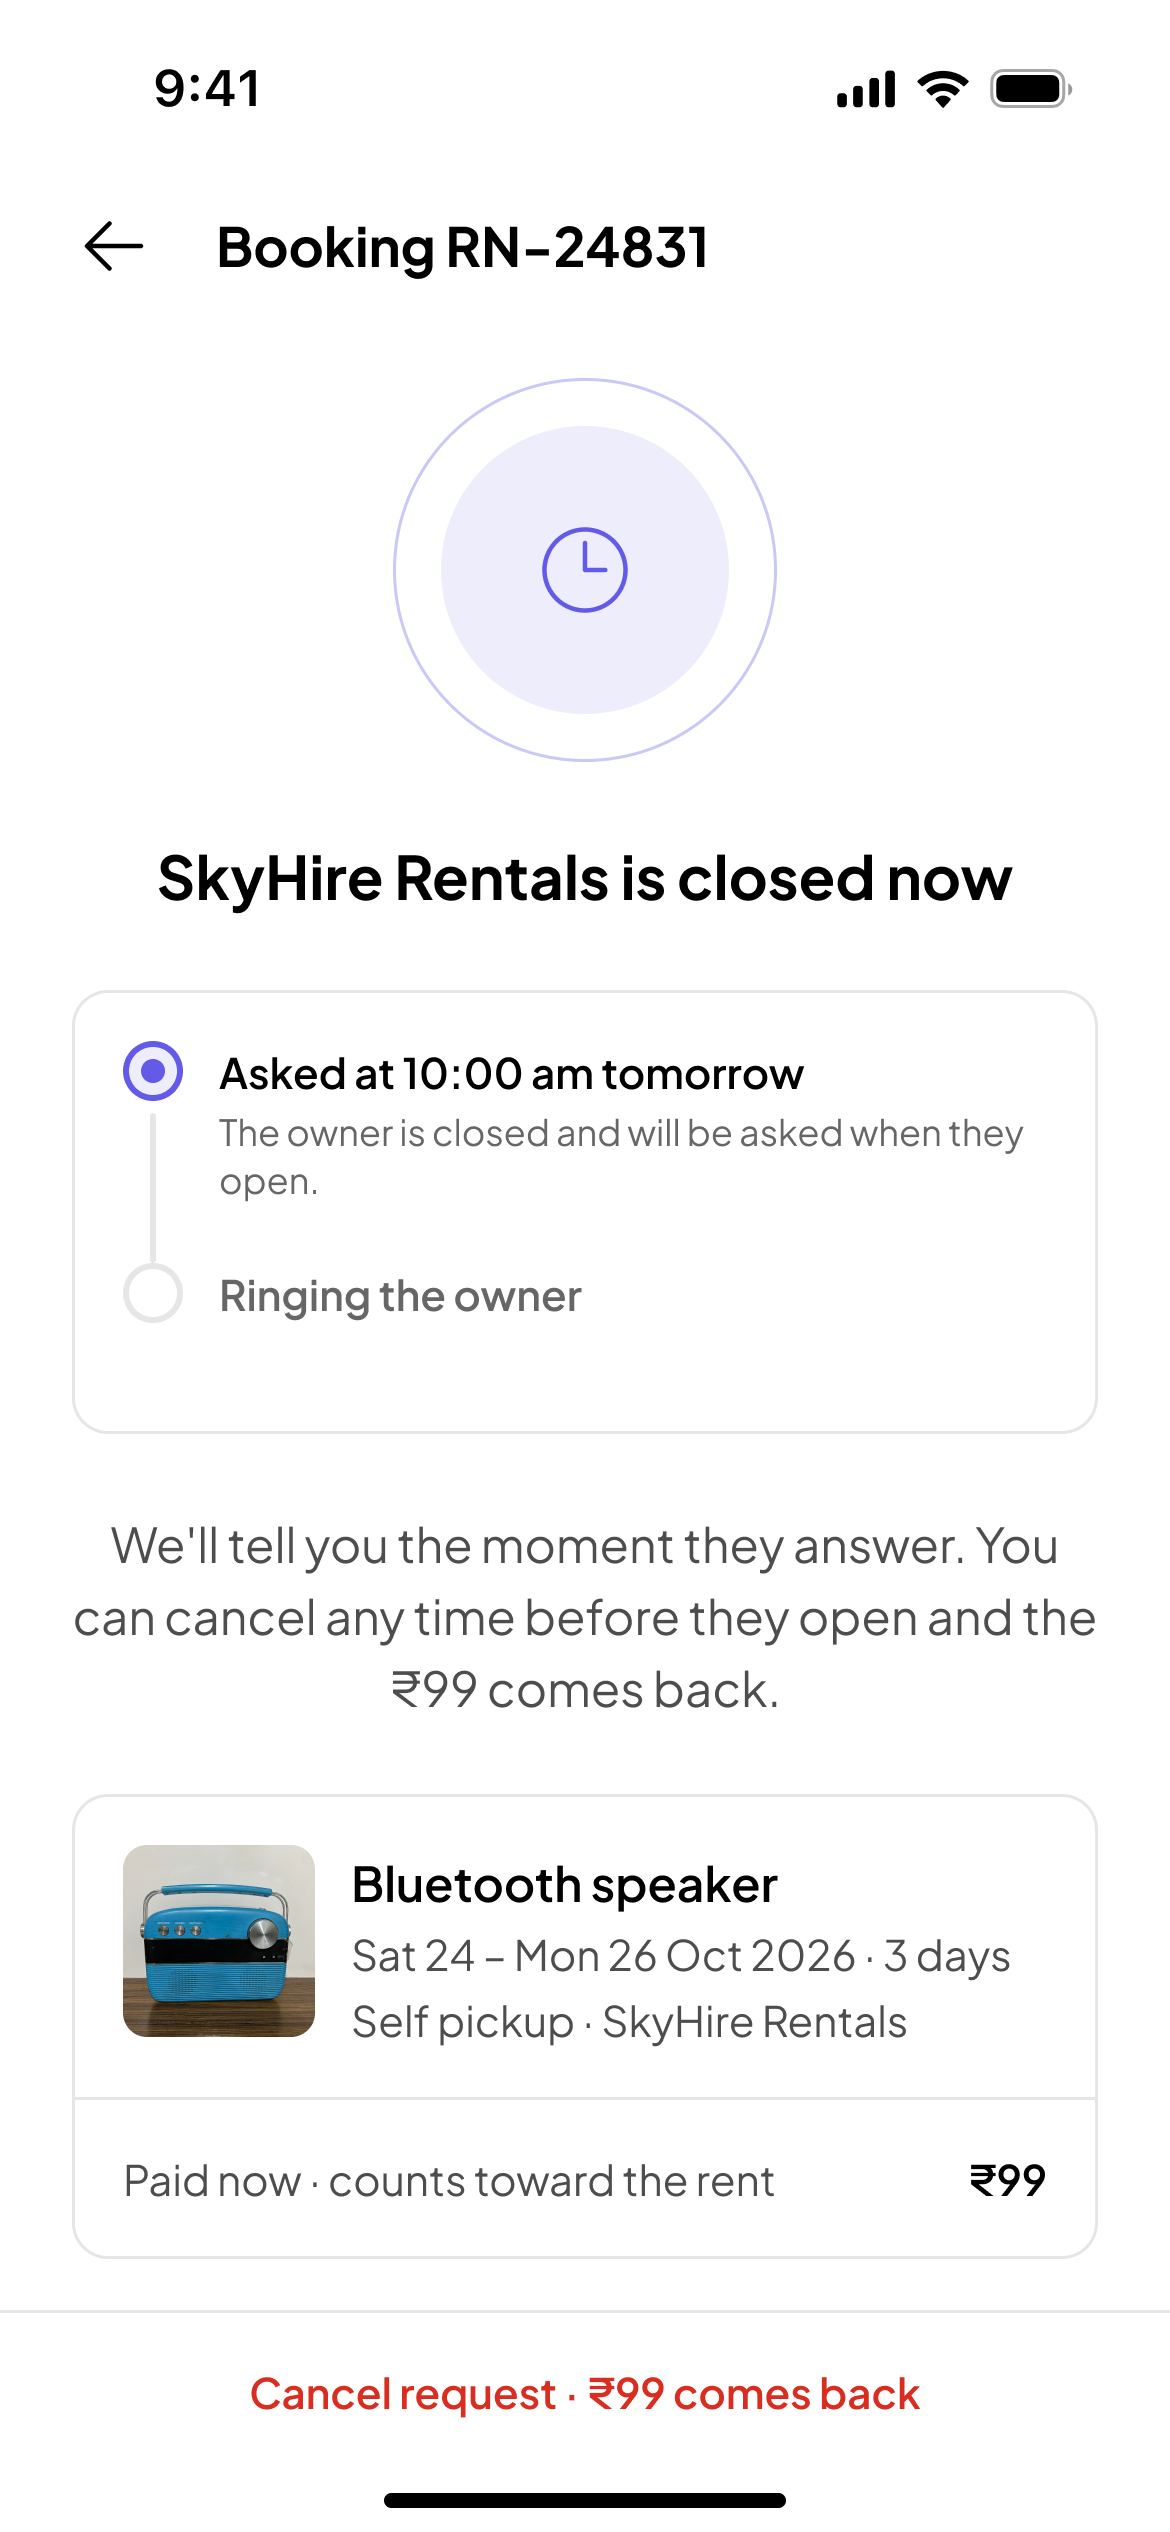 9:41
Booking RN-24831
SkyHire Rentals is closed now
Asked at 10:00 am tomorrow
The owner is closed and will be asked when they
open.
Ringing the owner
We'll tell you the moment they answer. You
can cancel any time before they open and the
₹99 comes back.
Bluetooth speaker
Sat 24 – Mon 26 Oct 2026 · 3 days
Self pickup · SkyHire Rentals
Paid now · counts toward the rent
₹99
Cancel request · ₹99 comes back